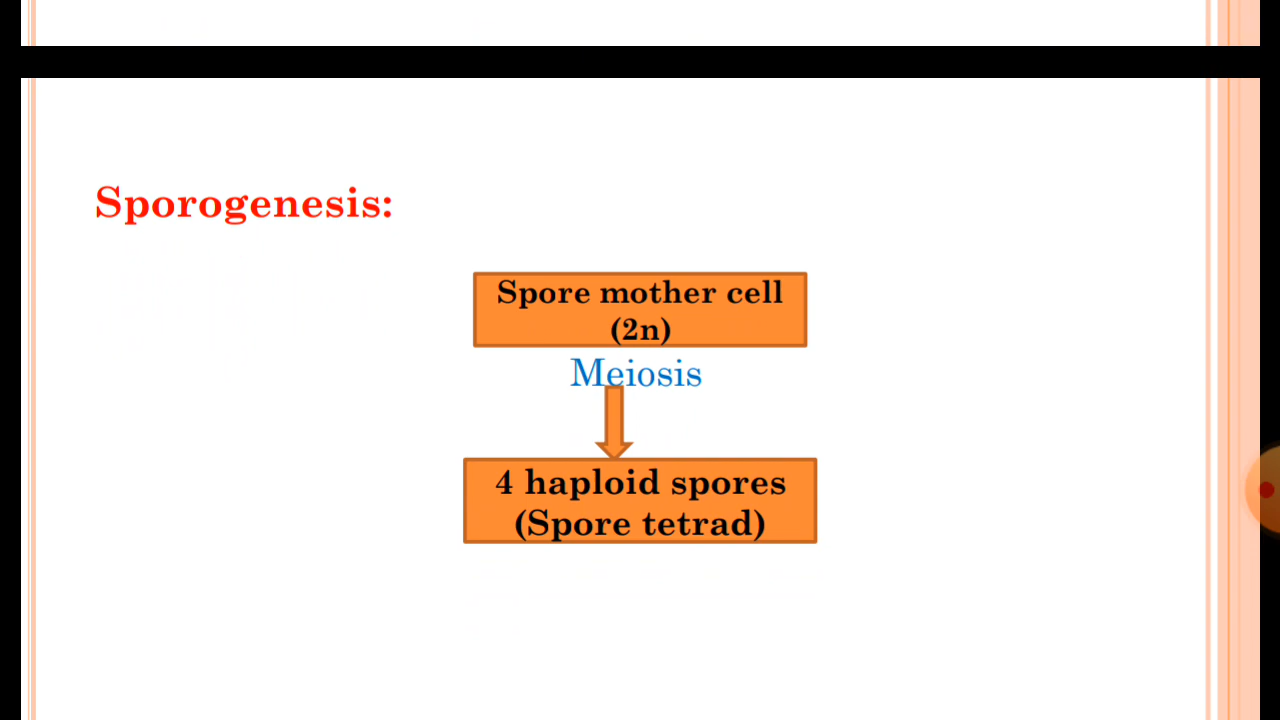 Sporogenesis:
Spore mother cell
(2n)
Meiosis
4 haploid spores
(Spore tetrad)